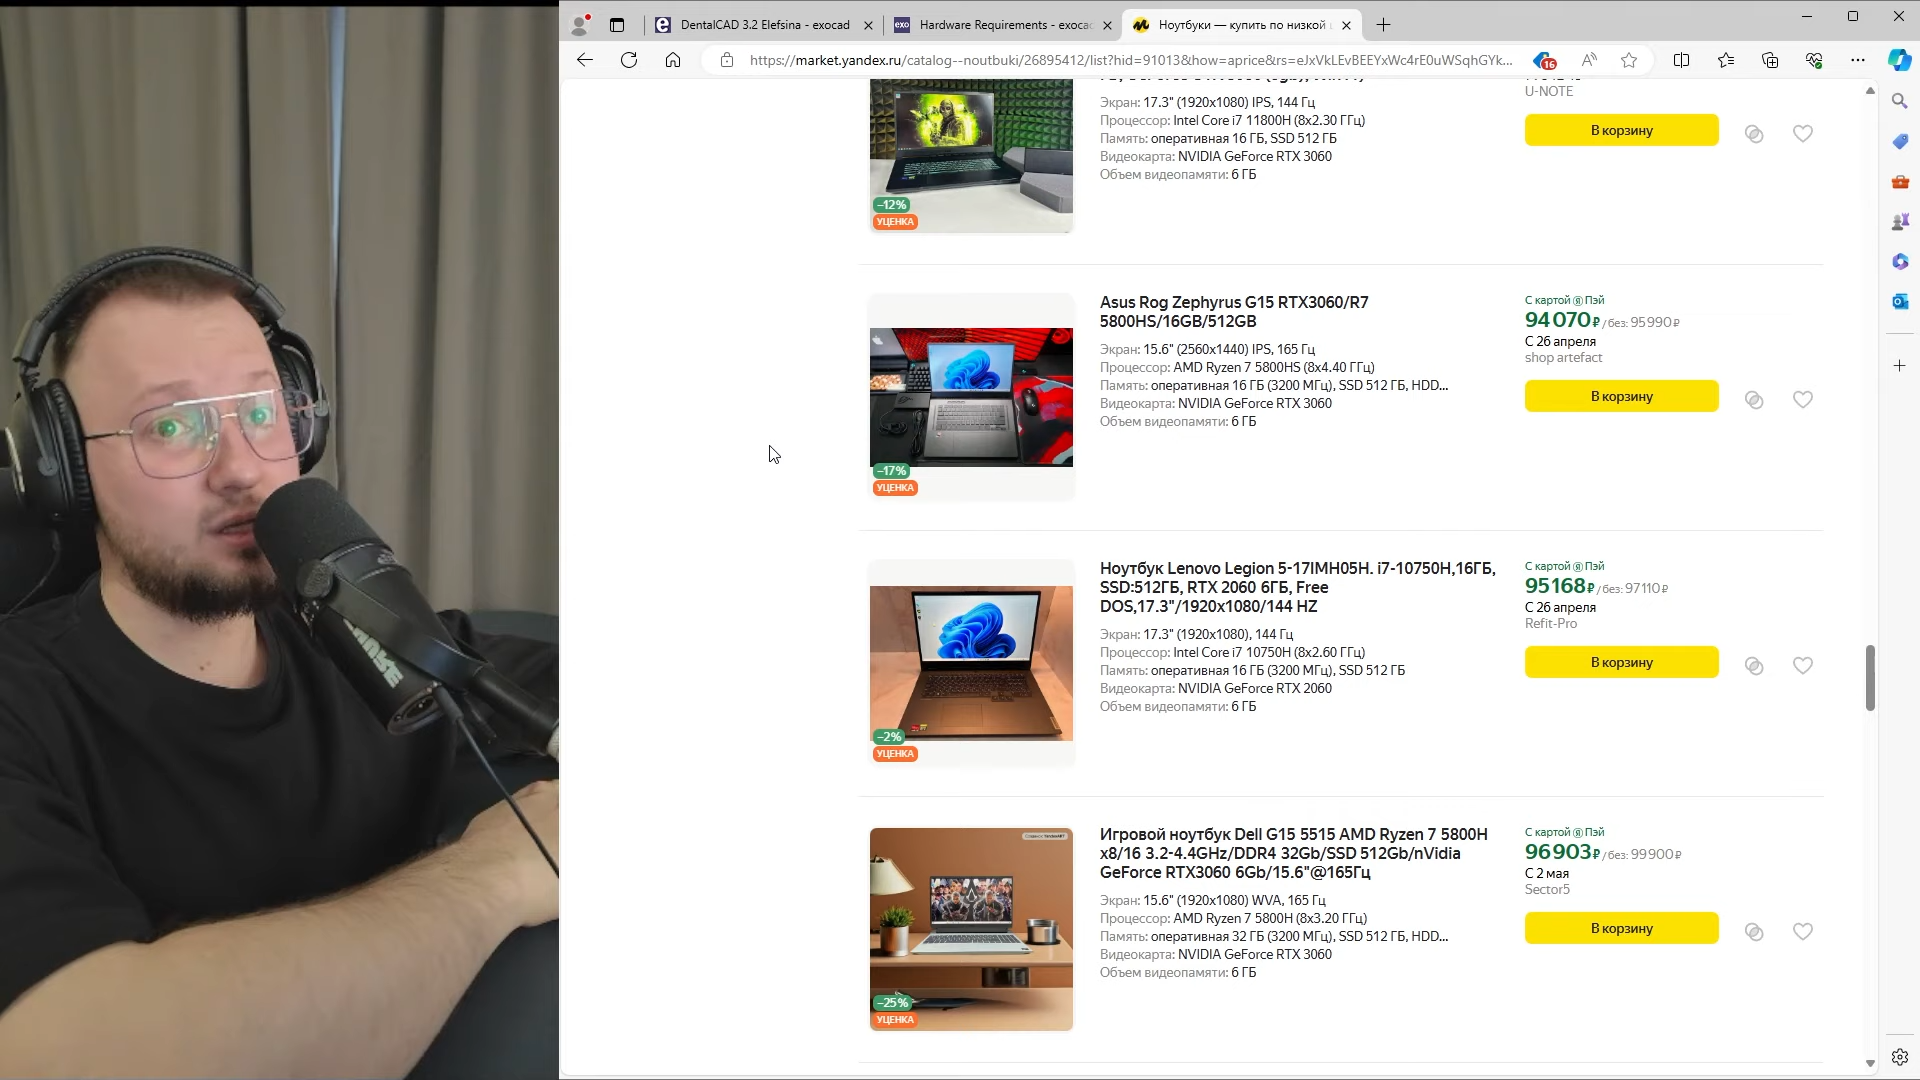 DentalCAD 3.2 Elefsina - exocad
Hardware Requirements - exocad
Ноутбуки — купить по низкой
https://market.yandex.ru/catalog--noutbuki/26895412/list?hid=91013&how=aprice&rs=eJxVkLEvBEEYxWc4rE0uWSqhGYk...
16
Экран: 17.3" (1920x1080) IPS, 144 Гц
Процессор: Intel Core i7 11800H (8x2.30 ГГц)
Память: оперативная 16 ГБ, SSD 512 ГБ
Видеокарта: NVIDIA GeForce RTX 3060
Объем видеопамяти: 6 ГБ
–12%
УЦЕНКА
U-NOTE
В корзину
Asus Rog Zephyrus G15 RTX3060/R7
5800HS/16GB/512GB
Экран: 15.6" (2560x1440) IPS, 165 Гц
Процессор: AMD Ryzen 7 5800HS (8x4.40 ГГц)
Память: оперативная 16 ГБ (3200 МГц), SSD 512 ГБ, HDD...
Видеокарта: NVIDIA GeForce RTX 3060
Объем видеопамяти: 6 ГБ
–17%
УЦЕНКА
С картой Пэй
94 070 ₽ / без: 95 990 ₽
С 26 апреля
shop artefact
В корзину
Ноутбук Lenovo Legion 5-17IMH05H. i7-10750H,16ГБ,
SSD:512ГБ, RTX 2060 6ГБ, Free
DOS,17.3"/1920x1080/144 HZ
Экран: 17.3" (1920x1080), 144 Гц
Процессор: Intel Core i7 10750H (8x2.60 ГГц)
Память: оперативная 16 ГБ (3200 МГц), SSD 512 ГБ
Видеокарта: NVIDIA GeForce RTX 2060
Объем видеопамяти: 6 ГБ
–2%
УЦЕНКА
С картой Пэй
95 168 ₽ / без: 97 110 ₽
С 26 апреля
Refit-Pro
В корзину
Игровой ноутбук Dell G15 5515 AMD Ryzen 7 5800H
x8/16 3.2-4.4GHz/DDR4 32Gb/SSD 512Gb/nVidia
GeForce RTX3060 6Gb/15.6"@165Гц
Экран: 15.6" (1920x1080) WVA, 165 Гц
Процессор: AMD Ryzen 7 5800H (8x3.20 ГГц)
Память: оперативная 32 ГБ (3200 МГц), SSD 512 ГБ, HDD...
Видеокарта: NVIDIA GeForce RTX 3060
Объем видеопамяти: 6 ГБ
–25%
УЦЕНКА
С картой Пэй
96 903 ₽ / без: 99 900 ₽
С 2 мая
Sector5
В корзину